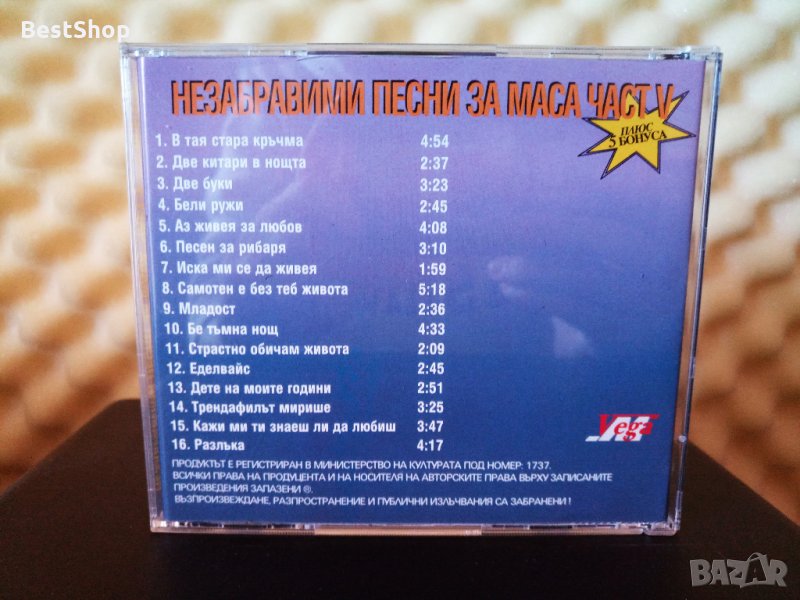 BestShop
НЕЗАБРАВИМИ ПЕСНИ ЗА МАСА ЧАСТ V
ПЛЮС
5 БОНУСА
1. В тая стара кръчма 4:54
2. Две китари в нощта 2:37
3. Две буки 3:23
4. Бели ружи 2:45
5. Аз живея за любов 4:08
6. Песен за рибаря 3:10
7. Иска ми се да живея 1:59
8. Самотен е без теб живота 5:18
9. Младост 2:36
10. Бе тъмна нощ 4:33
11. Страстно обичам живота 2:09
12. Еделвайс 2:45
13. Дете на моите години 2:51
14. Трендафилът мирише 3:25
15. Кажи ми ти знаеш ли да любиш 3:47
16. Разлъка 4:17
Vega
ПРОДУКТЪТ Е РЕГИСТРИРАН В МИНИСТЕРСТВО НА КУЛТУРАТА ПОД НОМЕР: 1737.
ВСИЧКИ ПРАВА НА ПРОДУЦЕНТА И НА НОСИТЕЛЯ НА АВТОРСКИТЕ ПРАВА ВЪРХУ ЗАПИСАНИТЕ
ПРОИЗВЕДЕНИЯ ЗАПАЗЕНИ ℗.
ВЪЗПРОИЗВЕЖДАНЕ, РАЗПРОСТРАНЕНИЕ И ПУБЛИЧНИ ИЗЛЪЧВАНИЯ СА ЗАБРАНЕНИ !
BAZAR